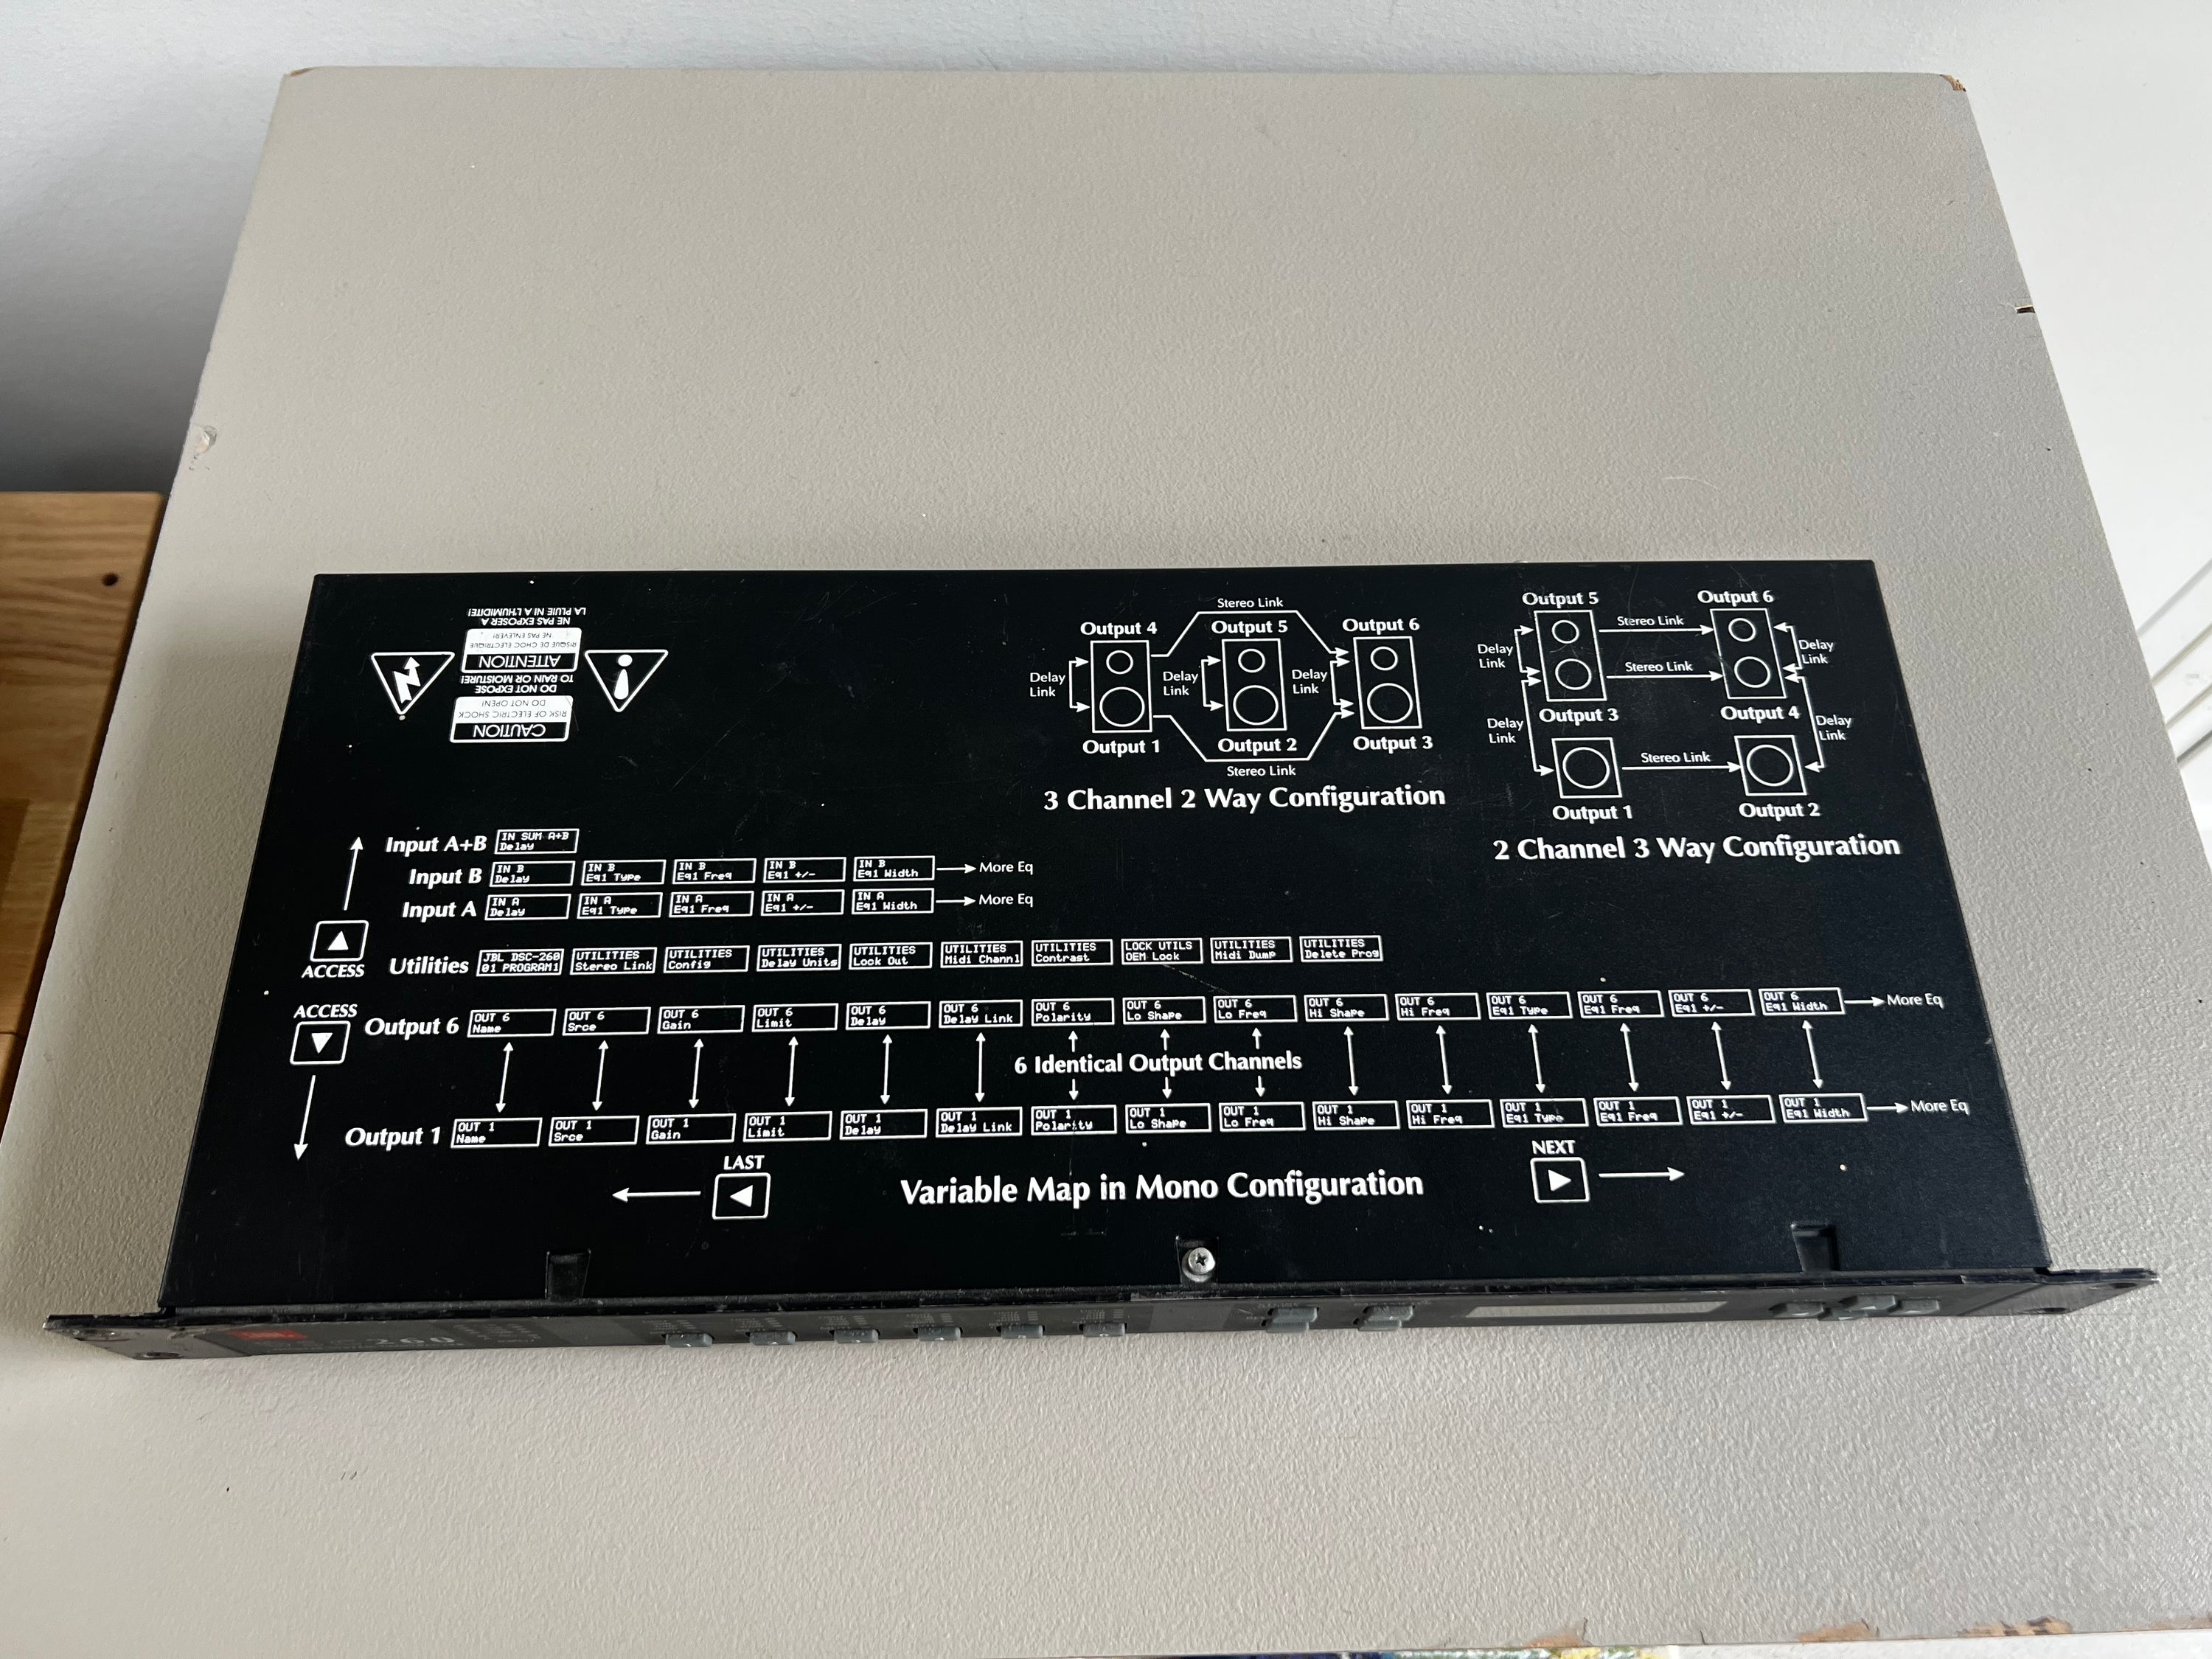 LA PLUIE NI A L'HUMIDITE!
NE PAS EXPOSER A
NE PAS ENLEVER!
RISQUE DE CHOC ELECTRIQUE
ATTENTION
TO RAIN OR MOISTURE!
DO NOT EXPOSE
DO NOT OPEN!
RISK OF ELECTRIC SHOCK
CAUTION
Stereo Link
Output 4 Output 5 Output 6
Delay Link Delay Link Delay Link
Output 1 Output 2 Output 3
Stereo Link
3 Channel 2 Way Configuration
Output 5 Output 6
Stereo Link
Delay Link Delay Link
Stereo Link
Output 3 Output 4
Delay Link Delay Link
Stereo Link
Output 1 Output 2
2 Channel 3 Way Configuration
Input A+B
IN SUM A+B
Delay
Input B
IN B
Delay
IN B
Eq1 Type
IN B
Eq1 Freq
IN B
Eq1 +/-
IN B
Eq1 Width
More Eq
Input A
IN A
Delay
IN A
Eq1 Type
IN A
Eq1 Freq
IN A
Eq1 +/-
IN A
Eq1 Width
More Eq
ACCESS
Utilities
JBL DSC-260
01 PROGRAM1
UTILITIES
Stereo Link
UTILITIES
Config
UTILITIES
Delay Units
UTILITIES
Lock Out
UTILITIES
Midi Channl
UTILITIES
Contrast
LOCK UTILS
OEM Lock
UTILITIES
Midi Dump
UTILITIES
Delete Prog
ACCESS
Output 6
OUT 6
Name
OUT 6
Srce
OUT 6
Gain
OUT 6
Limit
OUT 6
Delay
OUT 6
Delay Link
OUT 6
Polarity
OUT 6
Lo Shape
OUT 6
Lo Freq
OUT 6
Hi Shape
OUT 6
Hi Freq
OUT 6
Eq1 Type
OUT 6
Eq1 Freq
OUT 6
Eq1 +/-
OUT 6
Eq1 Width
More Eq
6 Identical Output Channels
Output 1
OUT 1
Name
OUT 1
Srce
OUT 1
Gain
OUT 1
Limit
OUT 1
Delay
OUT 1
Delay Link
OUT 1
Polarity
OUT 1
Lo Shape
OUT 1
Lo Freq
OUT 1
Hi Shape
OUT 1
Hi Freq
OUT 1
Eq1 Type
OUT 1
Eq1 Freq
OUT 1
Eq1 +/-
OUT 1
Eq1 Width
More Eq
LAST
Variable Map in Mono Configuration
NEXT
260